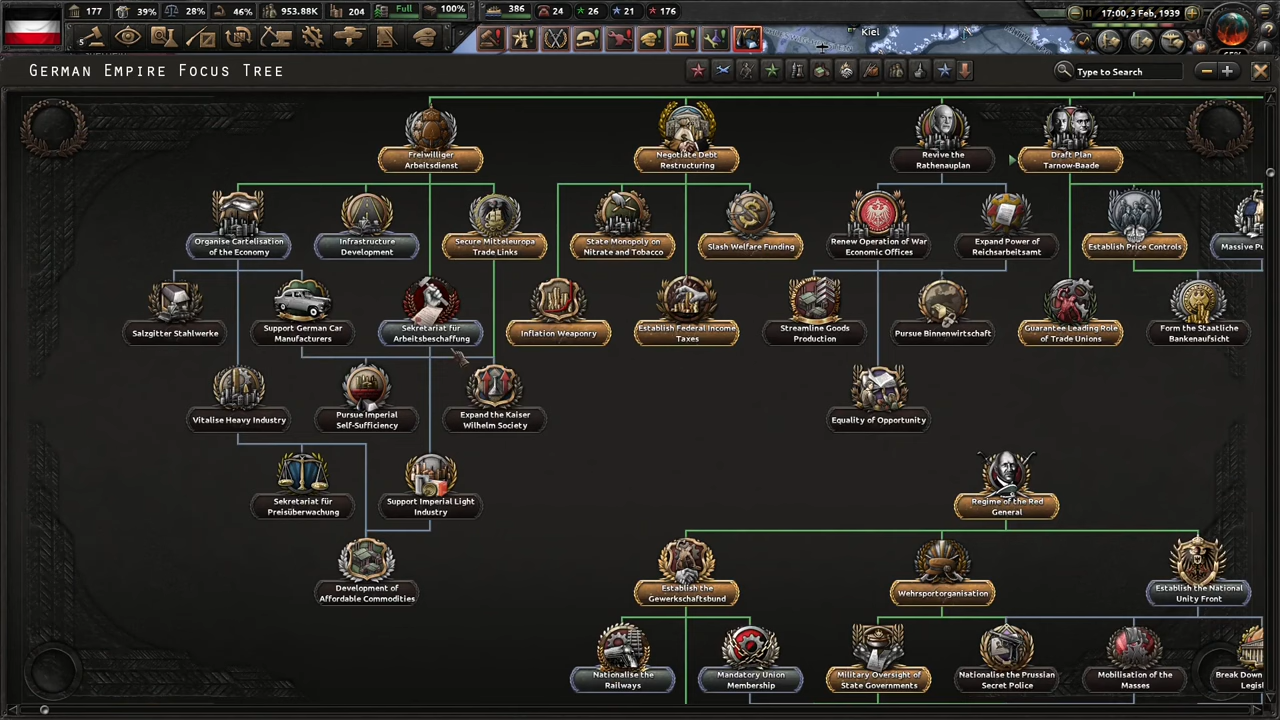 177
39%
28%
46%
953.88K
204
Full
100%
386
24
26
21
176
17:00, 3 Feb, 1939
5
Kiel
German Empire Focus Tree
Type to Search
Freiwilliger
Arbeitsdienst
Negotiate Debt
Restructuring
Revive the
Rathenauplan
Draft Plan
Tarnow-Baade
Organise Cartelisation
of the Economy
Infrastructure
Development
Secure Mitteleuropa
Trade Links
State Monopoly on
Nitrate and Tobacco
Slash Welfare Funding
Renew Operation of War
Economic Offices
Expand Power of
Reichsarbeitsamt
Establish Price Controls
Massive Pu
Salzgitter Stahlwerke
Support German Car
Manufacturers
Sekretariat für
Arbeitsbeschaffung
Inflation Weaponry
Establish Federal Income
Taxes
Streamline Goods
Production
Pursue Binnenwirtschaft
Guarantee Leading Role
of Trade Unions
Form the Staatliche
Bankenaufsicht
Vitalise Heavy Industry
Pursue Imperial
Self-Sufficiency
Expand the Kaiser
Wilhelm Society
Equality of Opportunity
Sekretariat für
Preisüberwachung
Support Imperial Light
Industry
Regime of the Red
General
Development of
Affordable Commodities
Establish the
Gewerkschaftsbund
Wehrsportorganisation
Establish the National
Unity Front
Nationalise the
Railways
Mandatory Union
Membership
Military Oversight of
State Governments
Nationalise the Prussian
Secret Police
Mobilisation of the
Masses
Break Down
Legisl